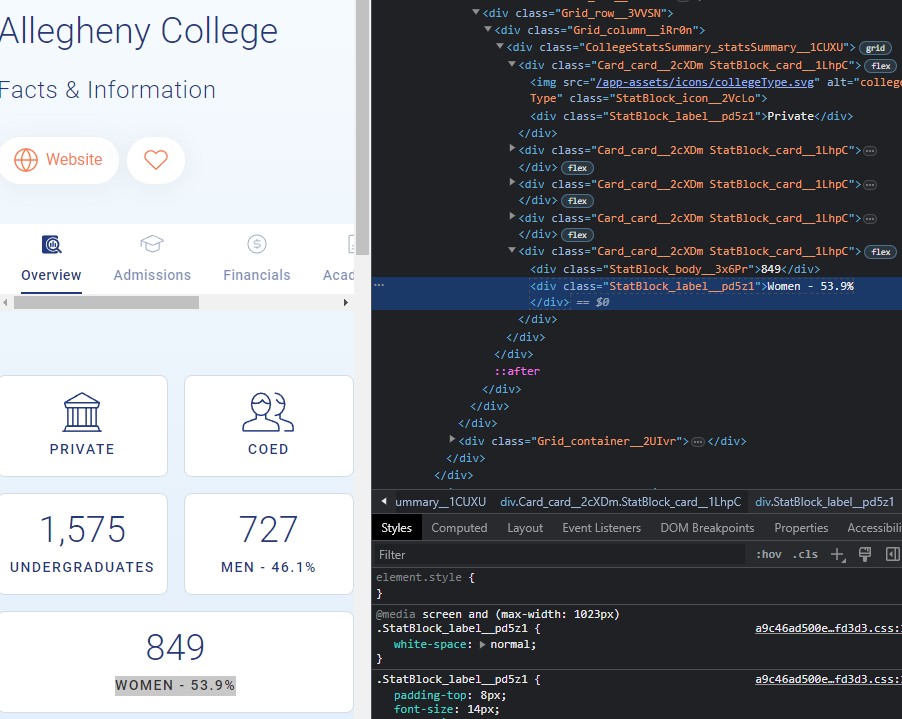 Allegheny College
Facts & Information
Website
Overview
Admissions
Financials
Acad
PRIVATE
COED
1,575
UNDERGRADUATES
727
MEN - 46.1%
849
WOMEN - 53.9%
<div class="Grid_row__3VVSN">
<div class="Grid_column__iRr0n">
<div class="CollegeStatsSummary_statsSummary__1CUXU"> grid
<div class="Card_card__2cXDm StatBlock_card__1LhpC"> flex
<img src="/app-assets/icons/collegeType.svg" alt="college
Type" class="StatBlock_icon__2VcLo">
<div class="StatBlock_label__pd5z1">Private</div>
</div>
<div class="Card_card__2cXDm StatBlock_card__1LhpC"> …
</div> flex
<div class="Card_card__2cXDm StatBlock_card__1LhpC"> …
</div> flex
<div class="Card_card__2cXDm StatBlock_card__1LhpC"> …
</div> flex
<div class="Card_card__2cXDm StatBlock_card__1LhpC"> flex
<div class="StatBlock_body__3x6Pr">849</div>
… <div class="StatBlock_label__pd5z1">Women - 53.9%
</div> == $0
</div>
</div>
</div>
::after
</div>
</div>
</div>
<div class="Grid_container__2UIvr"> … </div>
</div>
</div>
ummary__1CUXU div.Card_card__2cXDm.StatBlock_card__1LhpC div.StatBlock_label__pd5z1
Styles Computed Layout Event Listeners DOM Breakpoints Properties Accessibili
Filter :hov .cls
element.style {
}
@media screen and (max-width: 1023px)
.StatBlock_label__pd5z1 { a9c46ad500e…fd3d3.css:
white-space: normal;
}
.StatBlock_label__pd5z1 { a9c46ad500e…fd3d3.css:
padding-top: 8px;
font-size: 14px;